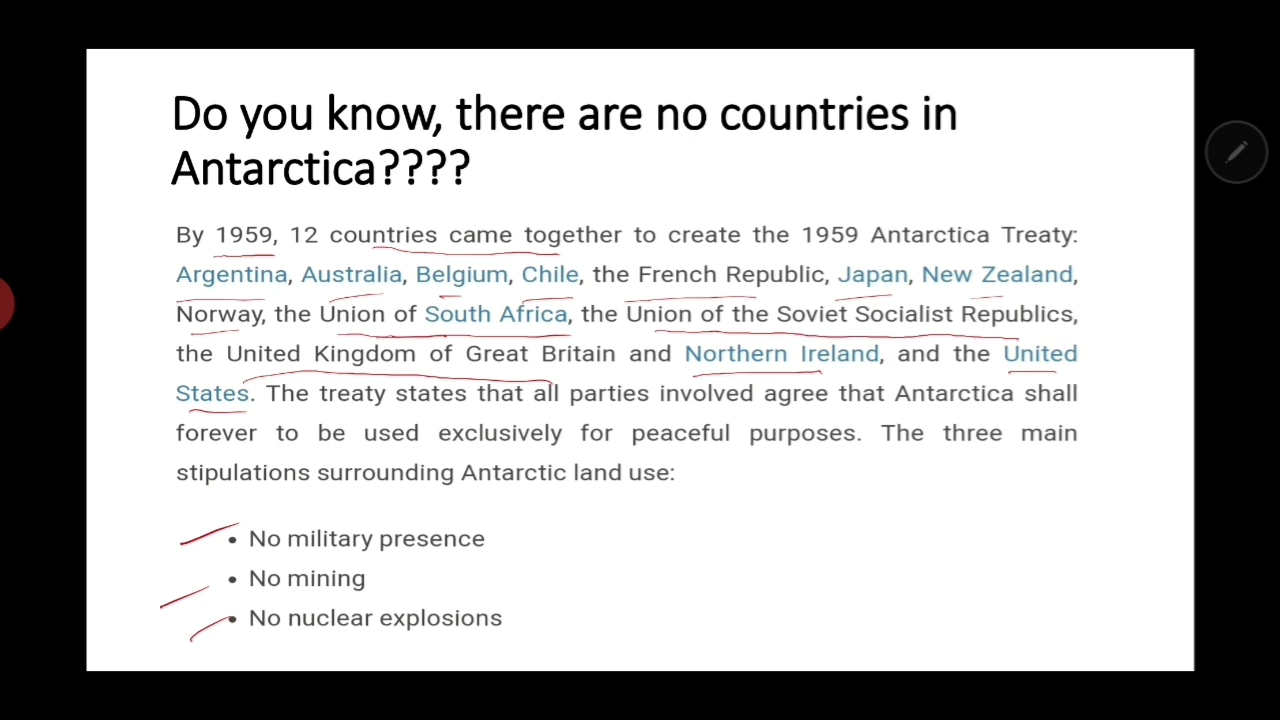 Do you know, there are no countries in
Antarctica????
By 1959, 12 countries came together to create the 1959 Antarctica Treaty:
Argentina, Australia, Belgium, Chile, the French Republic, Japan, New Zealand,
Norway, the Union of South Africa, the Union of the Soviet Socialist Republics,
the United Kingdom of Great Britain and Northern Ireland, and the United
States. The treaty states that all parties involved agree that Antarctica shall
forever to be used exclusively for peaceful purposes. The three main
stipulations surrounding Antarctic land use:
• No military presence
• No mining
• No nuclear explosions